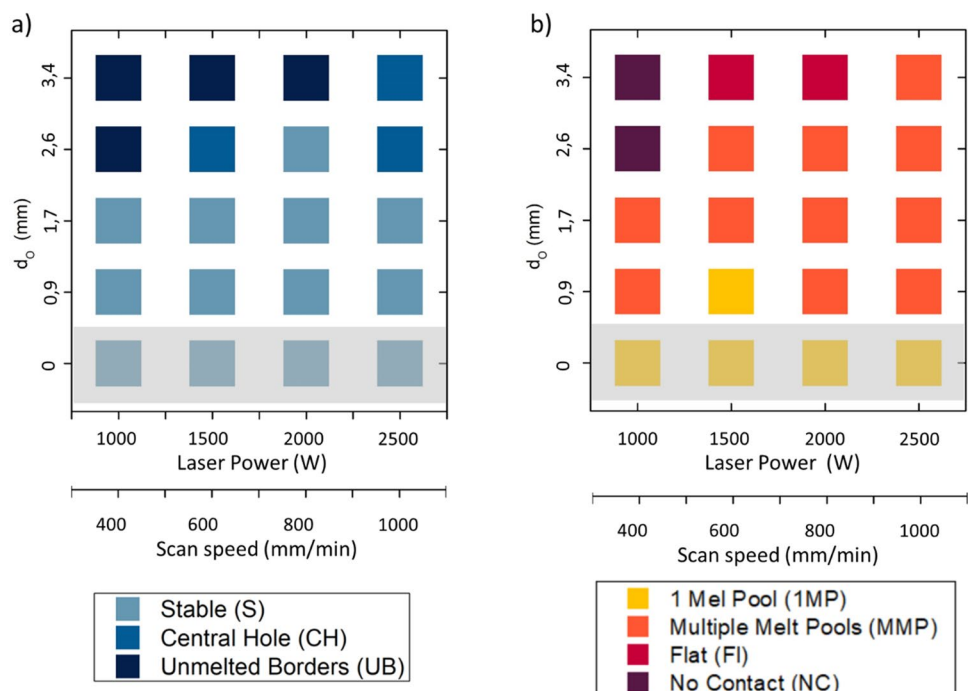 a)
3,4
2,6
1,7
0,9
0
dO (mm)
1000 1500 2000 2500
Laser Power (W)
400 600 800 1000
Scan speed (mm/min)
Stable (S)
Central Hole (CH)
Unmelted Borders (UB)
b)
3,4
2,6
1,7
0,9
0
dO (mm)
1000 1500 2000 2500
Laser Power (W)
400 600 800 1000
Scan speed (mm/min)
1 Mel Pool (1MP)
Multiple Melt Pools (MMP)
Flat (Fl)
No Contact (NC)